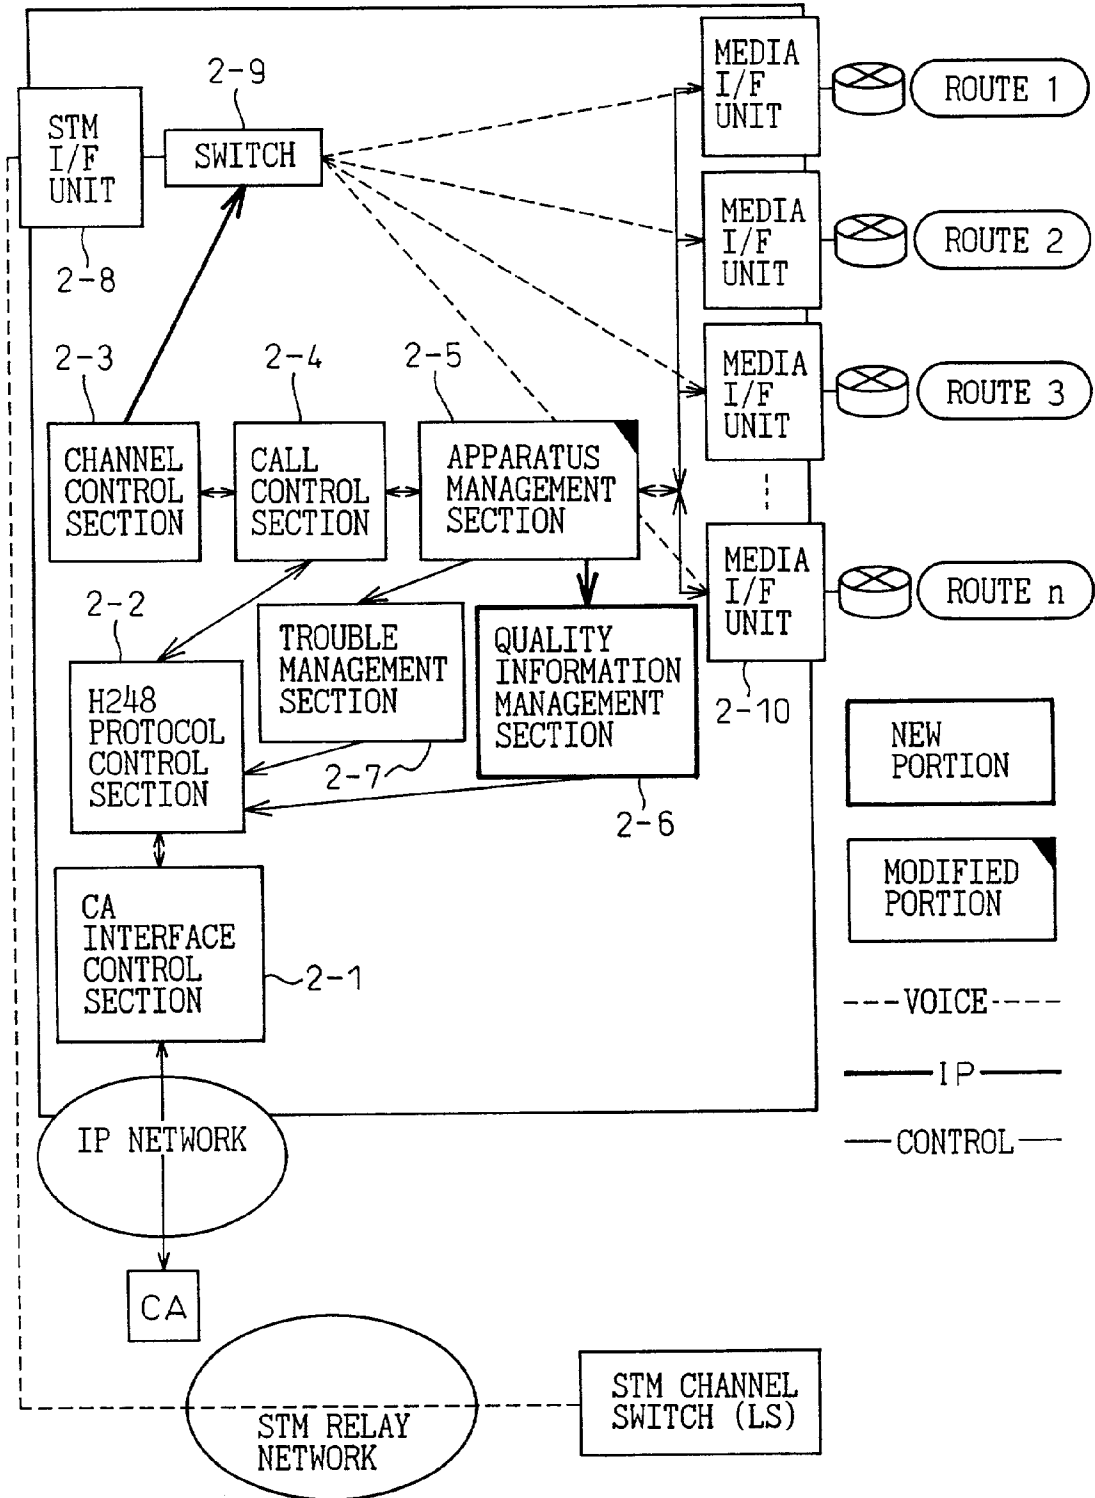 2-9
MEDIA
I/F
UNIT
ROUTE 1
STM
I/F
UNIT
SWITCH
2-8
MEDIA
I/F
UNIT
ROUTE 2
2-3
2-4
2-5
MEDIA
I/F
UNIT
ROUTE 3
CHANNEL
CONTROL
SECTION
CALL
CONTROL
SECTION
APPARATUS
MANAGEMENT
SECTION
MEDIA
I/F
UNIT
ROUTE n
2-10
2-2
H248
PROTOCOL
CONTROL
SECTION
TROUBLE
MANAGEMENT
SECTION
2-7
QUALITY
INFORMATION
MANAGEMENT
SECTION
2-6
NEW
PORTION
MODIFIED
PORTION
CA
INTERFACE
CONTROL
SECTION
2-1
VOICE
IP
CONTROL
IP NETWORK
CA
STM RELAY
NETWORK
STM CHANNEL
SWITCH (LS)